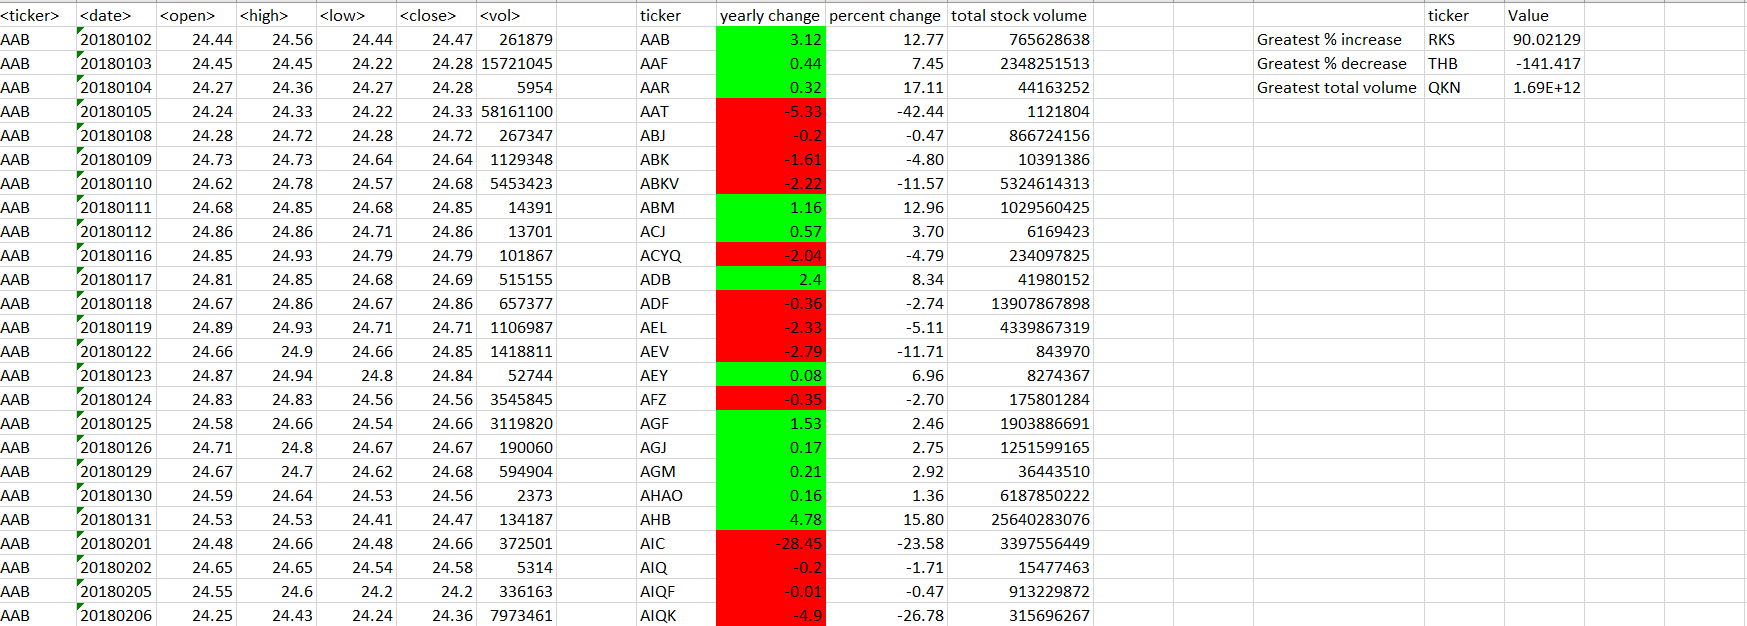 <ticker> <date> <open> <high> <low> <close> <vol> ticker yearly change percent change total stock volume ticker Value
AAB 20180102 24.44 24.56 24.44 24.47 261879 AAB 3.12 12.77 765628638 Greatest % increase RKS 90.02129
AAB 20180103 24.45 24.45 24.22 24.28 15721045 AAF 0.44 7.45 2348251513 Greatest % decrease THB -141.417
AAB 20180104 24.27 24.36 24.27 24.28 5954 AAR 0.32 17.11 44163252 Greatest total volume QKN 1.69E+12
AAB 20180105 24.24 24.33 24.22 24.33 58161100 AAT -5.33 -42.44 1121804
AAB 20180108 24.28 24.72 24.28 24.72 267347 ABJ -0.2 -0.47 866724156
AAB 20180109 24.73 24.73 24.64 24.64 1129348 ABK -1.61 -4.80 10391386
AAB 20180110 24.62 24.78 24.57 24.68 5453423 ABKV -2.22 -11.57 5324614313
AAB 20180111 24.68 24.85 24.68 24.85 14391 ABM 1.16 12.96 1029560425
AAB 20180112 24.86 24.86 24.71 24.86 13701 ACJ 0.57 3.70 6169423
AAB 20180116 24.85 24.93 24.79 24.79 101867 ACYQ -2.04 -4.79 234097825
AAB 20180117 24.81 24.85 24.68 24.69 515155 ADB 2.4 8.34 41980152
AAB 20180118 24.67 24.86 24.67 24.86 657377 ADF -0.36 -2.74 13907867898
AAB 20180119 24.89 24.93 24.71 24.71 1106987 AEL -2.33 -5.11 4339867319
AAB 20180122 24.66 24.9 24.66 24.85 1418811 AEV -2.79 -11.71 843970
AAB 20180123 24.87 24.94 24.8 24.84 52744 AEY 0.08 6.96 8274367
AAB 20180124 24.83 24.83 24.56 24.56 3545845 AFZ -0.35 -2.70 175801284
AAB 20180125 24.58 24.66 24.54 24.66 3119820 AGF 1.53 2.46 1903886691
AAB 20180126 24.71 24.8 24.67 24.67 190060 AGJ 0.17 2.75 1251599165
AAB 20180129 24.67 24.7 24.62 24.68 594904 AGM 0.21 2.92 36443510
AAB 20180130 24.59 24.64 24.53 24.56 2373 AHAO 0.16 1.36 6187850222
AAB 20180131 24.53 24.53 24.41 24.47 134187 AHB 4.78 15.80 25640283076
AAB 20180201 24.48 24.66 24.48 24.66 372501 AIC -28.45 -23.58 3397556449
AAB 20180202 24.65 24.65 24.54 24.58 5314 AIQ -0.2 -1.71 15477463
AAB 20180205 24.55 24.6 24.2 24.2 336163 AIQF -0.01 -0.47 913229872
AAB 20180206 24.25 24.43 24.24 24.36 7973461 AIQK -4.9 -26.78 315696267